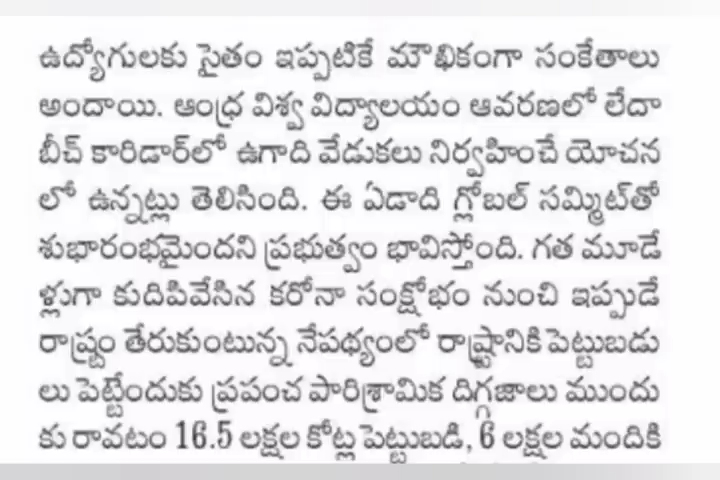 ఉద్యోగులకు సైతం ఇప్పటికే మౌఖికంగా సంకేతాలు
అందాయి. ఆంధ్ర విశ్వ విద్యాలయం ఆవరణలో లేదా
బీచ్ కారిడార్‌లో ఉగాది వేడుకలు నిర్వహించే యోచన
లో ఉన్నట్లు తెలిసింది. ఈ ఏడాది గ్లోబల్ సమ్మిట్‌తో
శుభారంభమైందని ప్రభుత్వం భావిస్తోంది. గత మూడే
ళ్లుగా కుదిపివేసిన కరోనా సంక్షోభం నుంచి ఇప్పుడే
రాష్ట్రం తేరుకుంటున్న నేపథ్యంలో రాష్ట్రానికి పెట్టుబడు
లు పెట్టేందుకు ప్రపంచ పారిశ్రామిక దిగ్గజాలు ముందు
కు రావటం 16.5 లక్షల కోట్ల పెట్టుబడి, 6 లక్షల మందికి